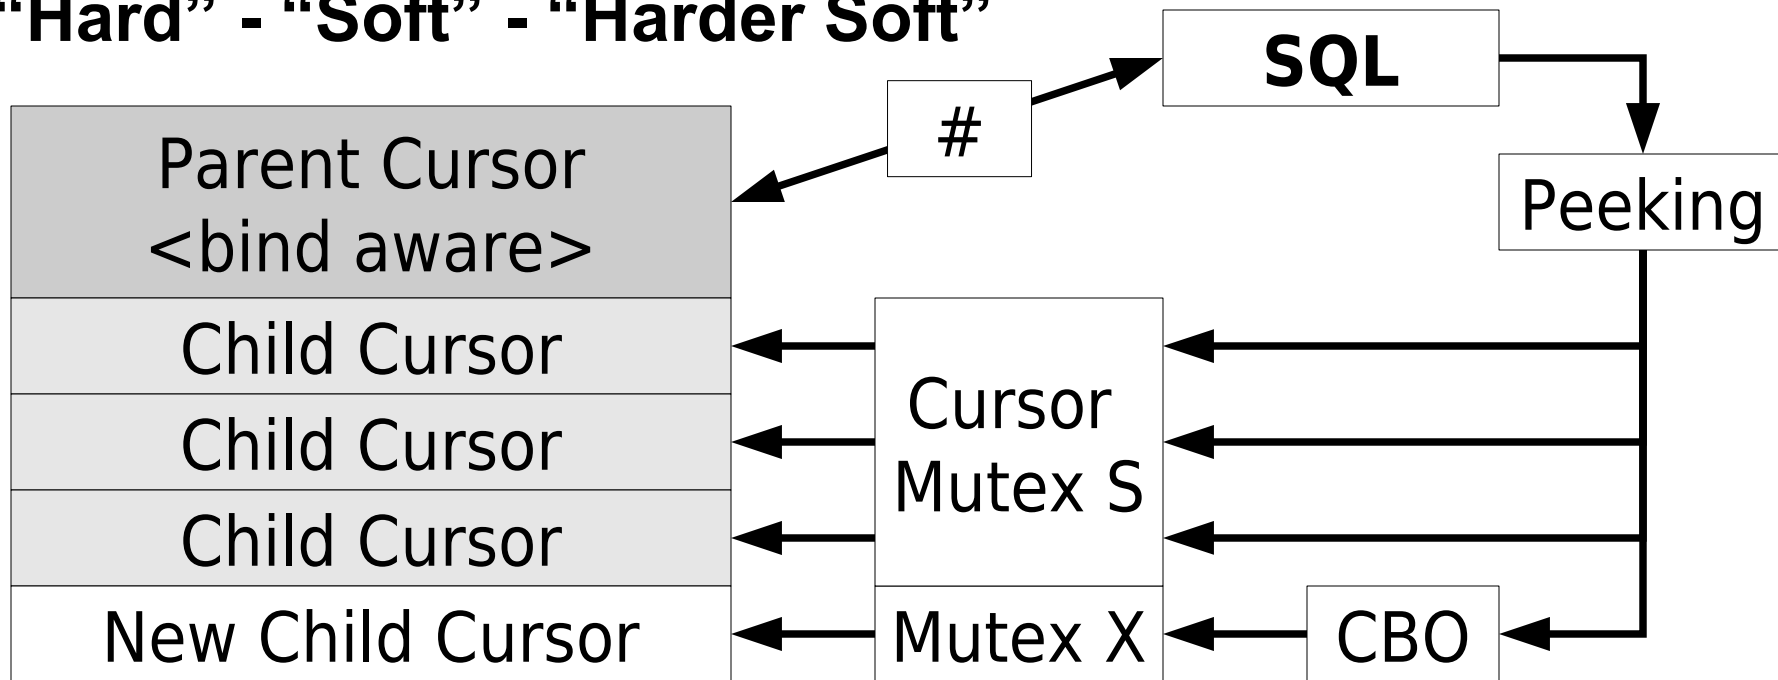 “Hard” - “Soft” - “Harder Soft”
SQL
#
Parent Cursor
<bind aware>
Peeking
Child Cursor
Child Cursor
Child Cursor
Cursor
Mutex S
New Child Cursor
Mutex X
CBO